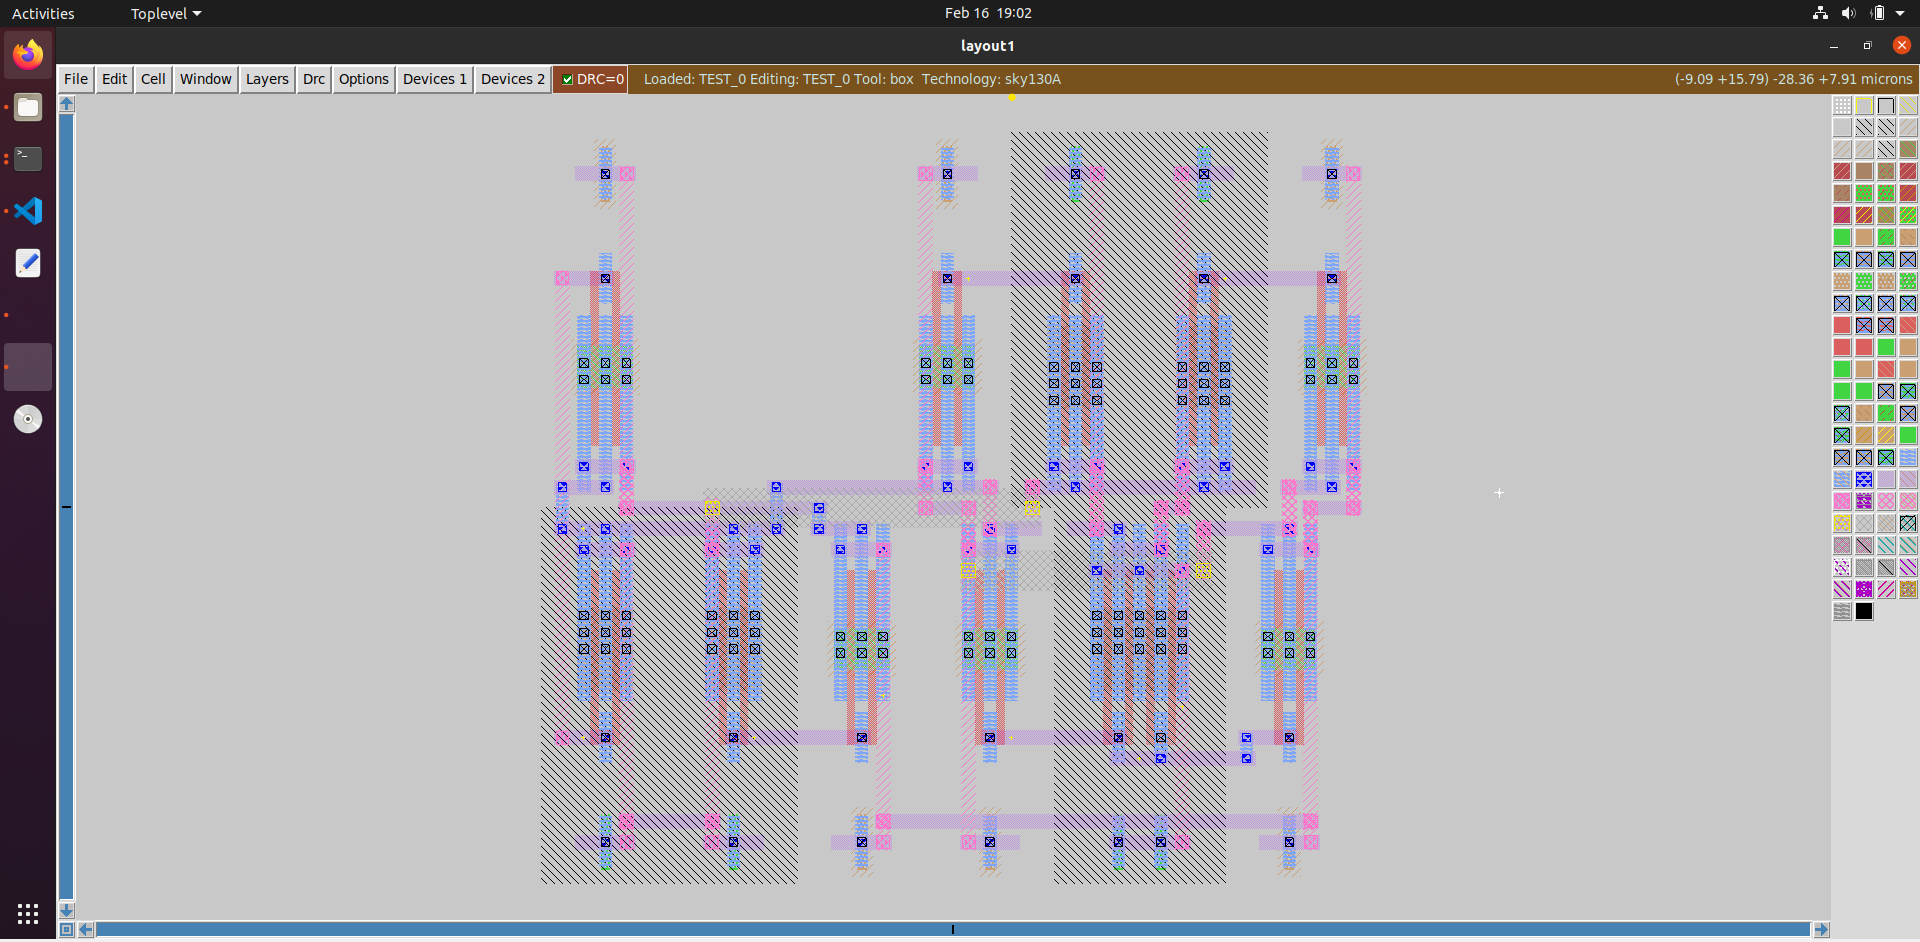 Activities Toplevel Feb 16 19:02
layout1
File Edit Cell Window Layers Drc Options Devices 1 Devices 2 DRC=0 Loaded: TEST_0 Editing: TEST_0 Tool: box Technology: sky130A (-9.09 +15.79) -28.36 +7.91 microns